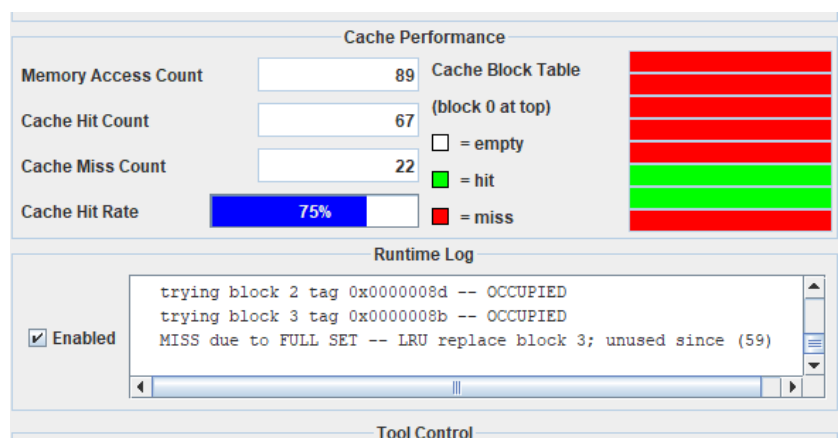 Cache Performance
Memory Access Count 89
Cache Hit Count 67
Cache Miss Count 22
Cache Hit Rate 75%
Cache Block Table
(block 0 at top)
= empty
= hit
= miss
Runtime Log
Enabled
trying block 2 tag 0x0000008d -- OCCUPIED
trying block 3 tag 0x0000008b -- OCCUPIED
MISS due to FULL SET -- LRU replace block 3; unused since (59)
Tool Control